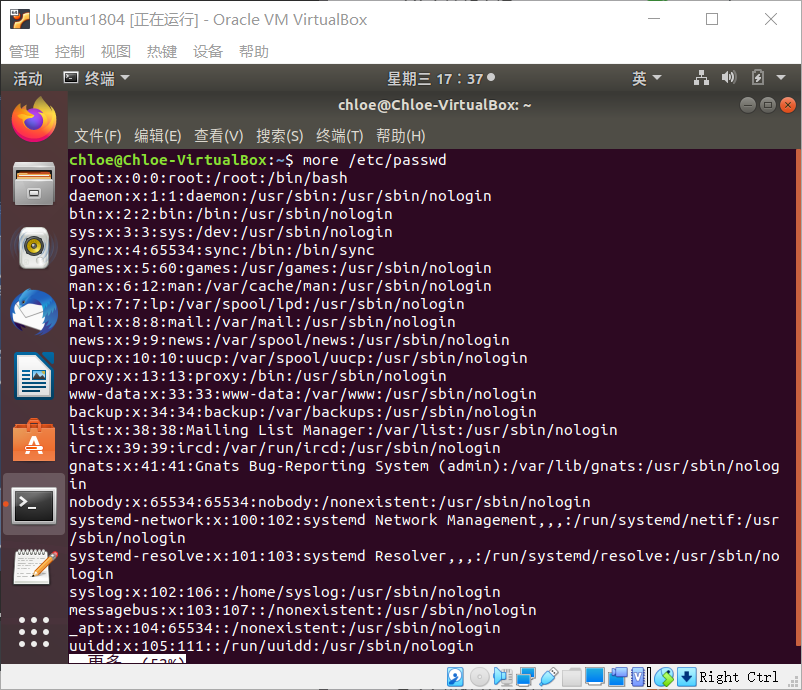 Ubuntu1804 [正在运行] - Oracle VM VirtualBox
管理 控制 视图 热键 设备 帮助
活动 终端 星期三 17：37 英
chloe@Chloe-VirtualBox: ~
文件(F) 编辑(E) 查看(V) 搜索(S) 终端(T) 帮助(H)
chloe@Chloe-VirtualBox:~$ more /etc/passwd
root:x:0:0:root:/root:/bin/bash
daemon:x:1:1:daemon:/usr/sbin:/usr/sbin/nologin
bin:x:2:2:bin:/bin:/usr/sbin/nologin
sys:x:3:3:sys:/dev:/usr/sbin/nologin
sync:x:4:65534:sync:/bin:/bin/sync
games:x:5:60:games:/usr/games:/usr/sbin/nologin
man:x:6:12:man:/var/cache/man:/usr/sbin/nologin
lp:x:7:7:lp:/var/spool/lpd:/usr/sbin/nologin
mail:x:8:8:mail:/var/mail:/usr/sbin/nologin
news:x:9:9:news:/var/spool/news:/usr/sbin/nologin
uucp:x:10:10:uucp:/var/spool/uucp:/usr/sbin/nologin
proxy:x:13:13:proxy:/bin:/usr/sbin/nologin
www-data:x:33:33:www-data:/var/www:/usr/sbin/nologin
backup:x:34:34:backup:/var/backups:/usr/sbin/nologin
list:x:38:38:Mailing List Manager:/var/list:/usr/sbin/nologin
irc:x:39:39:ircd:/var/run/ircd:/usr/sbin/nologin
gnats:x:41:41:Gnats Bug-Reporting System (admin):/var/lib/gnats:/usr/sbin/nolog
in
nobody:x:65534:65534:nobody:/nonexistent:/usr/sbin/nologin
systemd-network:x:100:102:systemd Network Management,,,:/run/systemd/netif:/usr
/sbin/nologin
systemd-resolve:x:101:103:systemd Resolver,,,:/run/systemd/resolve:/usr/sbin/no
login
syslog:x:102:106::/home/syslog:/usr/sbin/nologin
messagebus:x:103:107::/nonexistent:/usr/sbin/nologin
_apt:x:104:65534::/nonexistent:/usr/sbin/nologin
uuidd:x:105:111::/run/uuidd:/usr/sbin/nologin
更多 (52%)
Right Ctrl